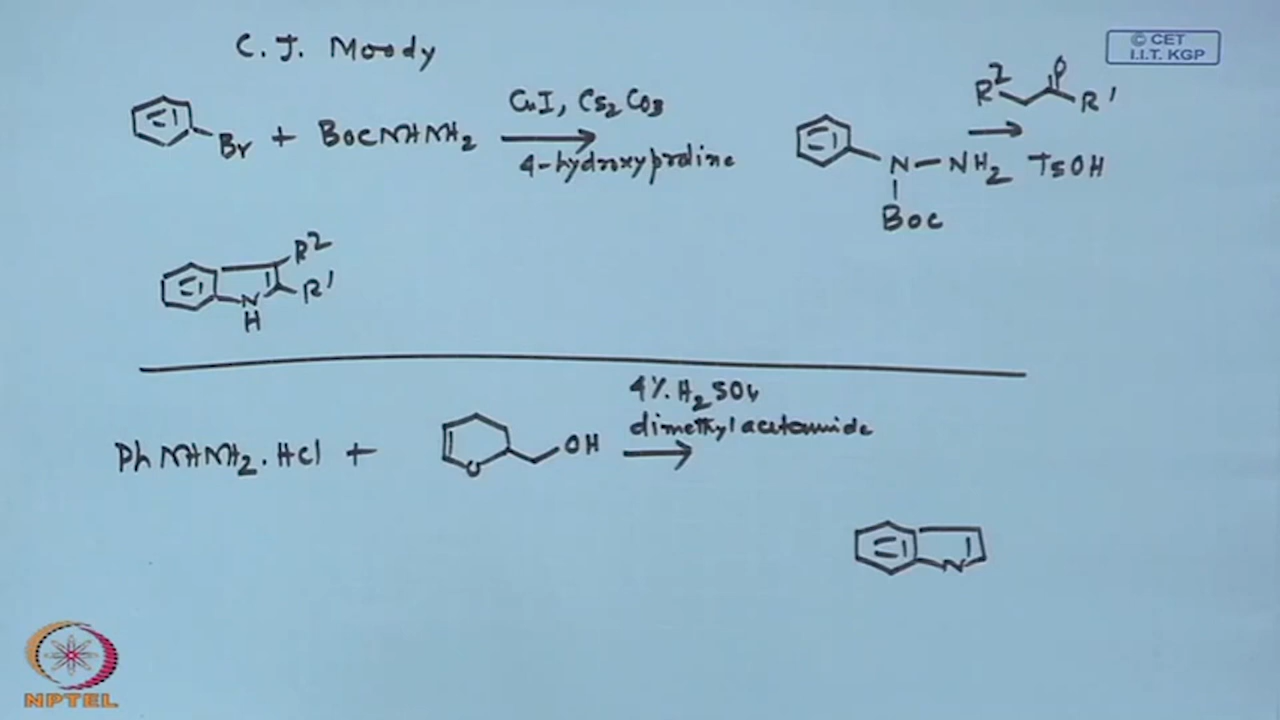 C. J. Moody
© CET
I.I.T. KGP
Br + BocNHNH2
CuI, Cs2CO3
4-hydroxyproline
N — NH2
Boc
R2 O R1
TsOH
R2
R1
N
H
PhNHNH2.HCl +
O OH
4% H2SO4
dimethylacetamide
N
NPTEL